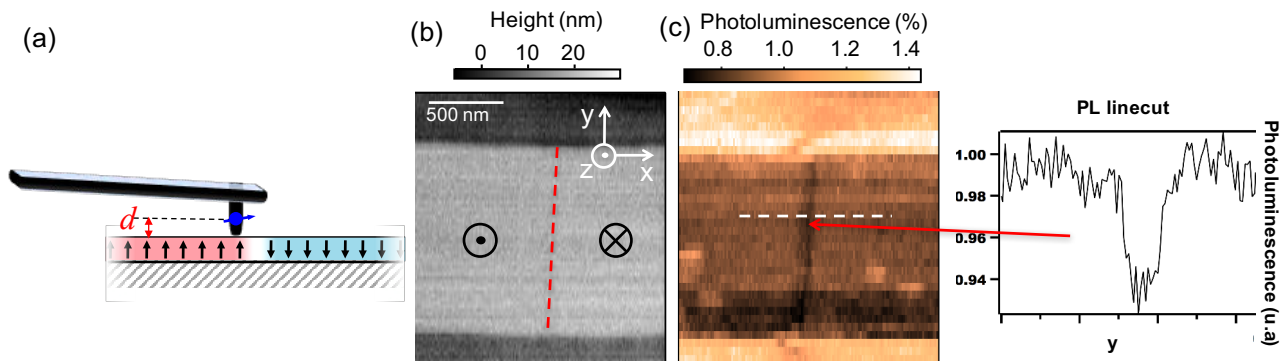 (a)
d
(b)
Height (nm)
0 10 20
500 nm
y
z
x
(c)
Photoluminescence (%)
0.8 1.0 1.2 1.4
PL linecut
1.00
0.98
0.96
0.94
y
Photoluminescence (u.a)